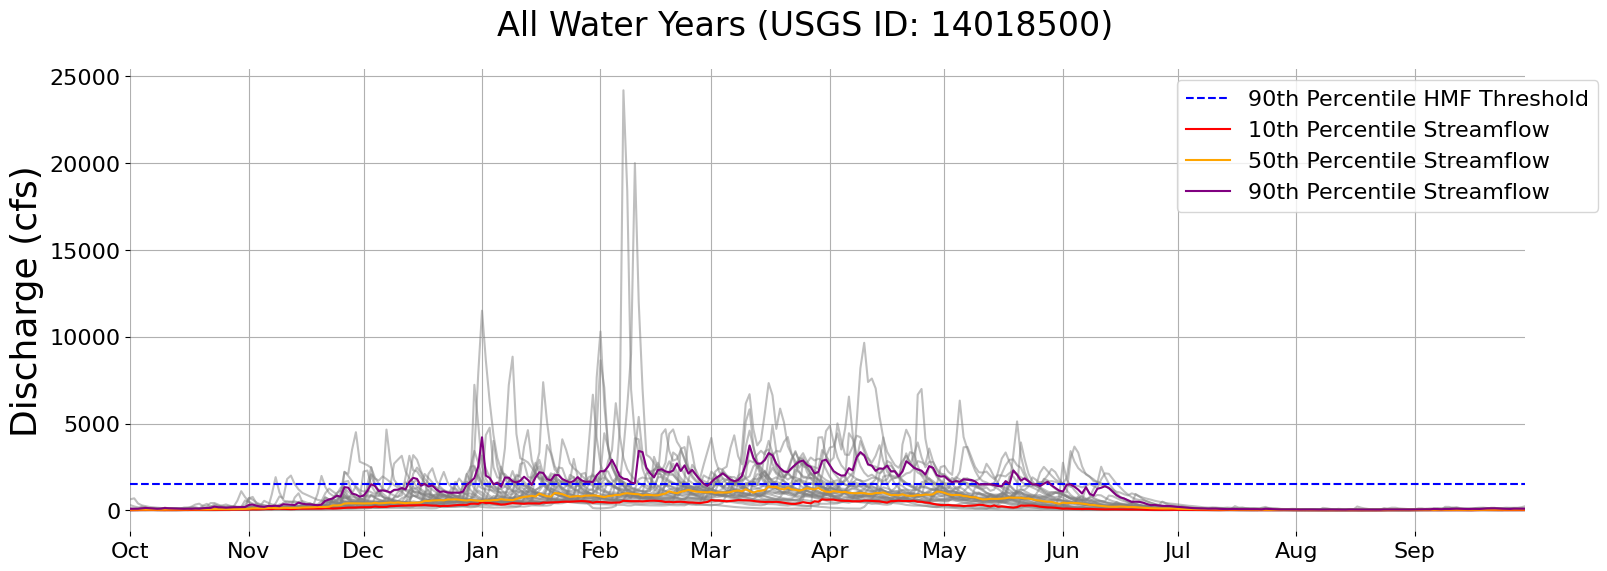 All Water Years (USGS ID: 14018500)
Discharge (cfs)
25000
20000
15000
10000
5000
0
90th Percentile HMF Threshold
10th Percentile Streamflow
50th Percentile Streamflow
90th Percentile Streamflow
Oct Nov Dec Jan Feb Mar Apr May Jun Jul Aug Sep